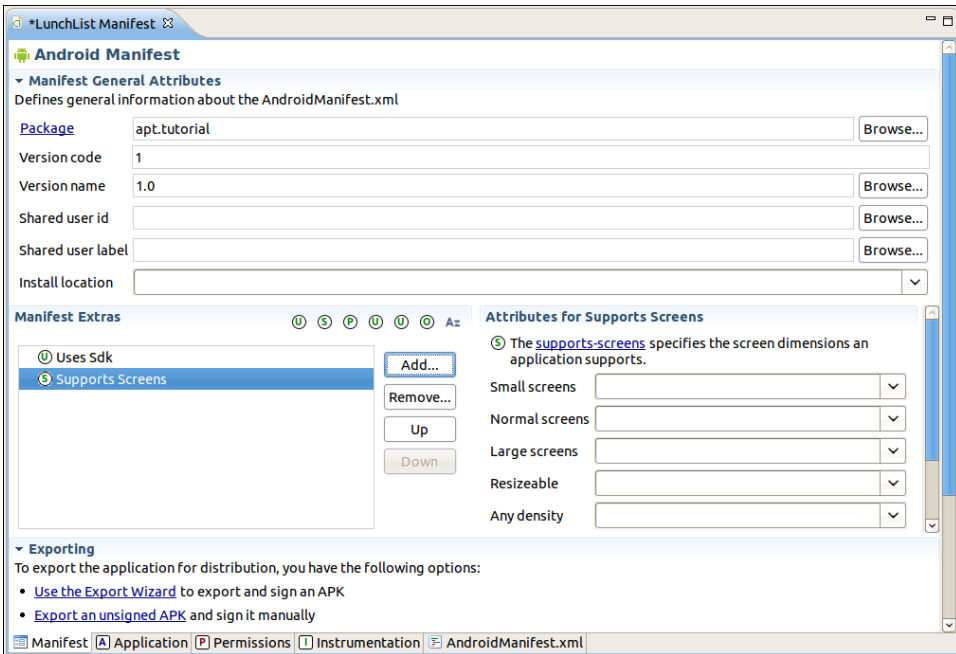 *LunchList Manifest
Android Manifest
Manifest General Attributes
Defines general information about the AndroidManifest.xml
Package apt.tutorial Browse...
Version code 1
Version name 1.0 Browse...
Shared user id Browse...
Shared user label Browse...
Install location
Manifest Extras U S P U U O Az
U Uses Sdk
S Supports Screens
Add...
Remove...
Up
Down
Attributes for Supports Screens
S The supports-screens specifies the screen dimensions an
application supports.
Small screens
Normal screens
Large screens
Resizeable
Any density
Exporting
To export the application for distribution, you have the following options:
• Use the Export Wizard to export and sign an APK
• Export an unsigned APK and sign it manually
Manifest A Application P Permissions I Instrumentation F AndroidManifest.xml